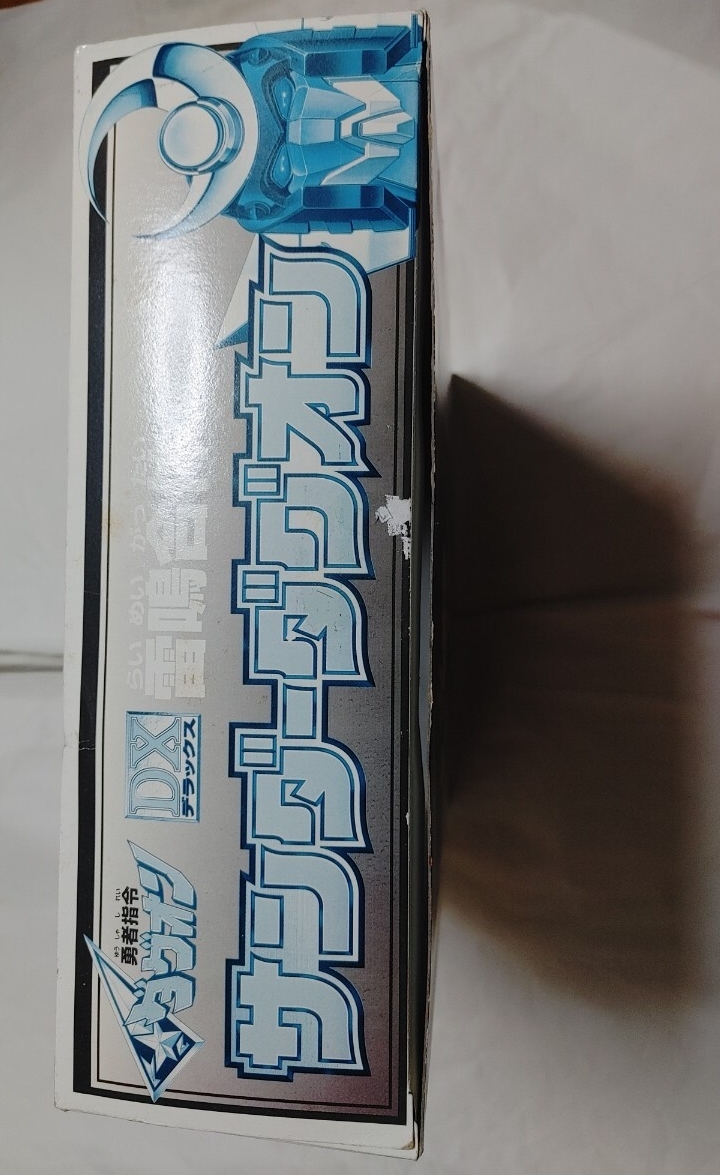 ゆうしゃしれい
勇者指令
ダグオン
DX
デラックス
らいめいがったい
雷鳴合体
サンダーダグオン